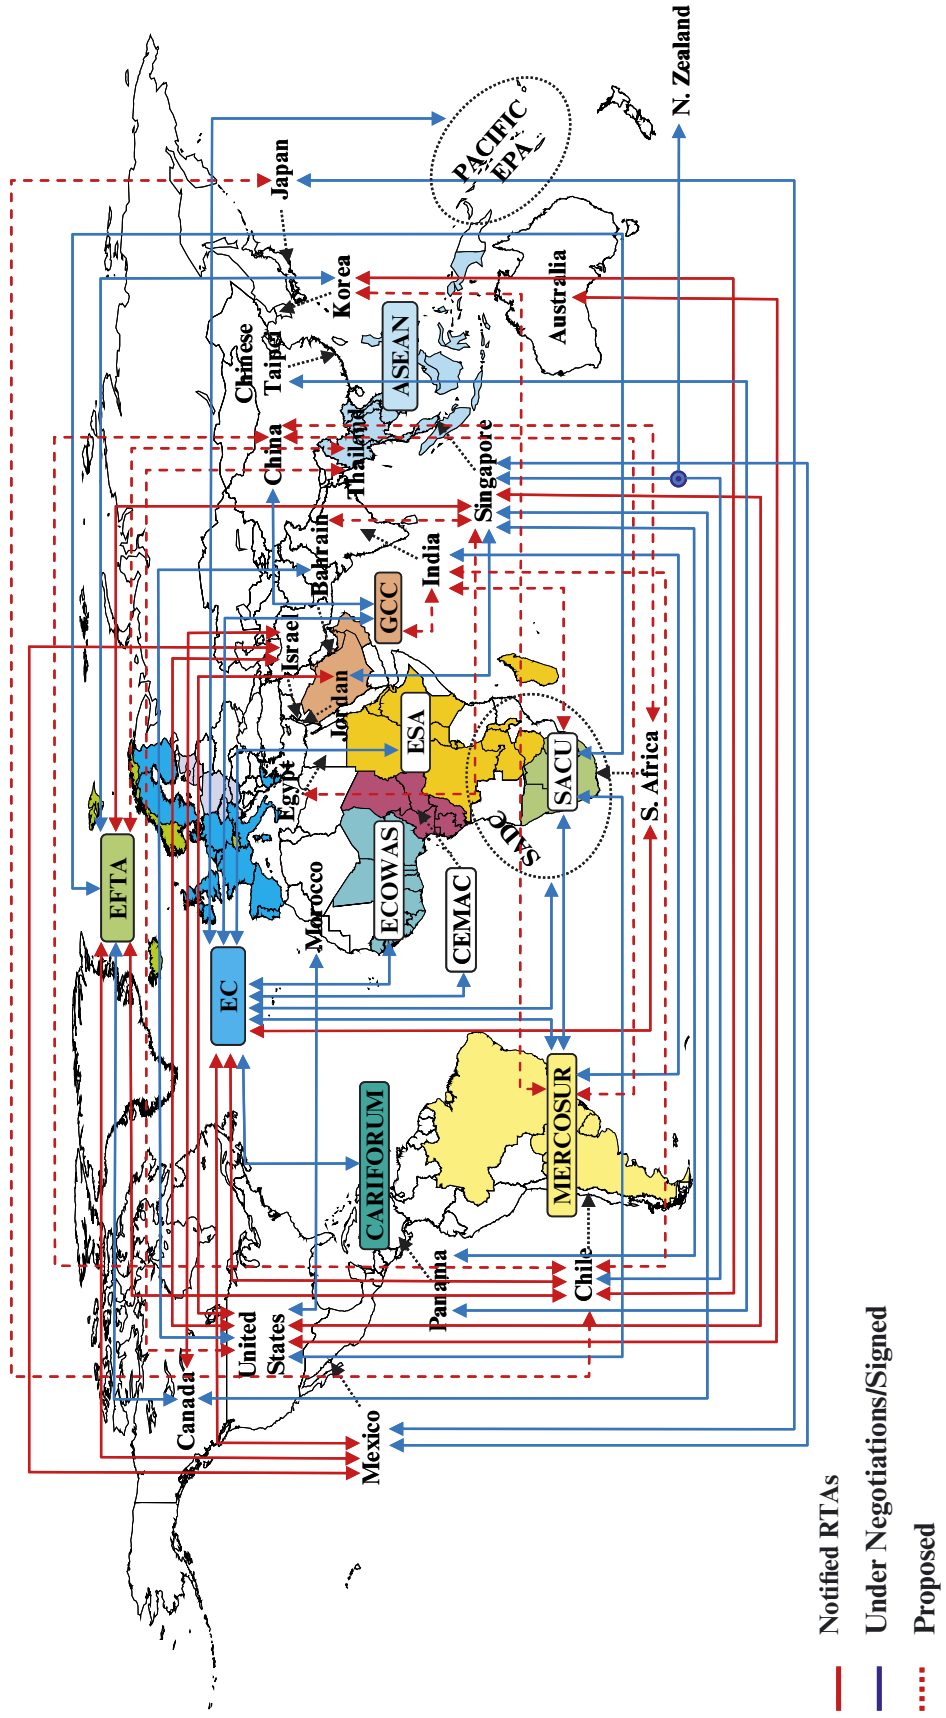 EFTA
Canada
United
States
Mexico
EC
CARIFORUM
Panama
Chile
MERCOSUR
Morocco
Egypt
Israel
Jordan
Bahrain
ECOWAS
CEMAC
ESA
GCC
SADC
SACU
S. Africa
India
China
Chinese
Taipei
Korea
Japan
Thailand
ASEAN
Singapore
PACIFIC
EPA
Australia
N. Zealand
Notified RTAs
Under Negotiations/Signed
Proposed